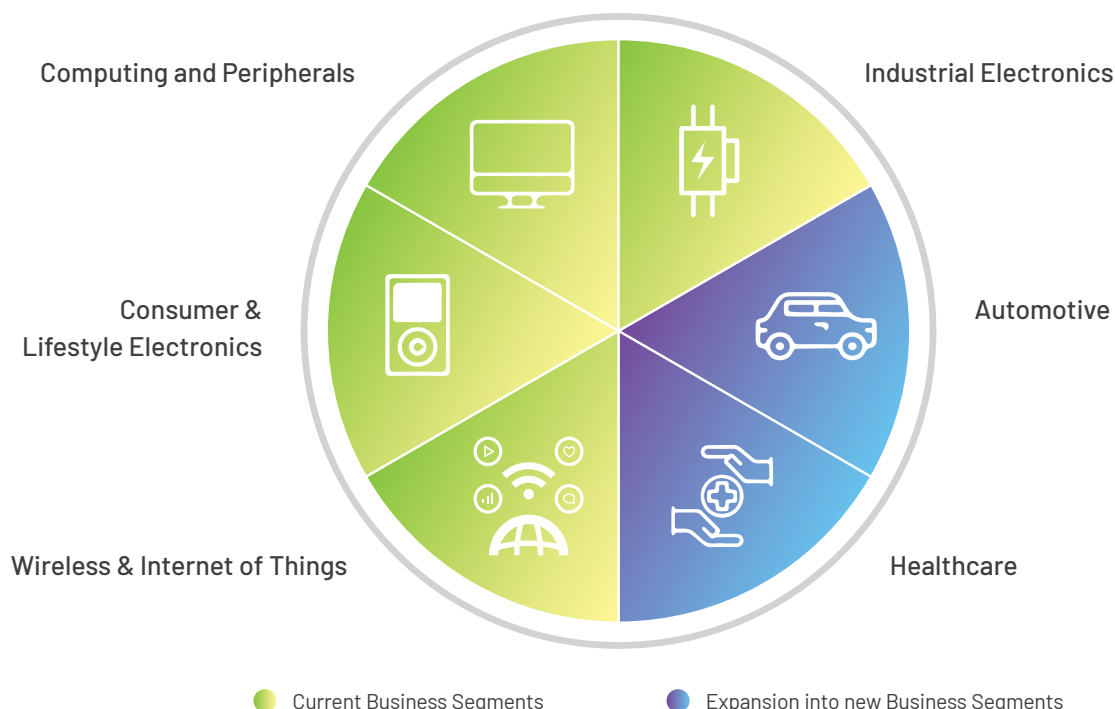 Computing and Peripherals
Industrial Electronics
Consumer &
Lifestyle Electronics
Automotive
Wireless & Internet of Things
Healthcare
Current Business Segments
Expansion into new Business Segments